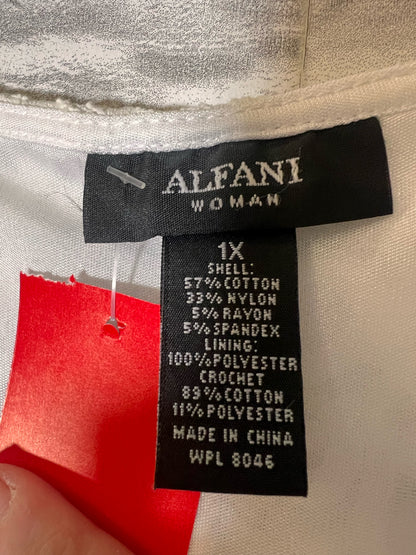 ALFANI
WOMAN
1X
SHELL:
57%COTTON
33%NYLON
5%RAYON
5%SPANDEX
LINING:
100%POLYESTER
CROCHET
89%COTTON
11%POLYESTER
MADE IN CHINA
WPL 8046